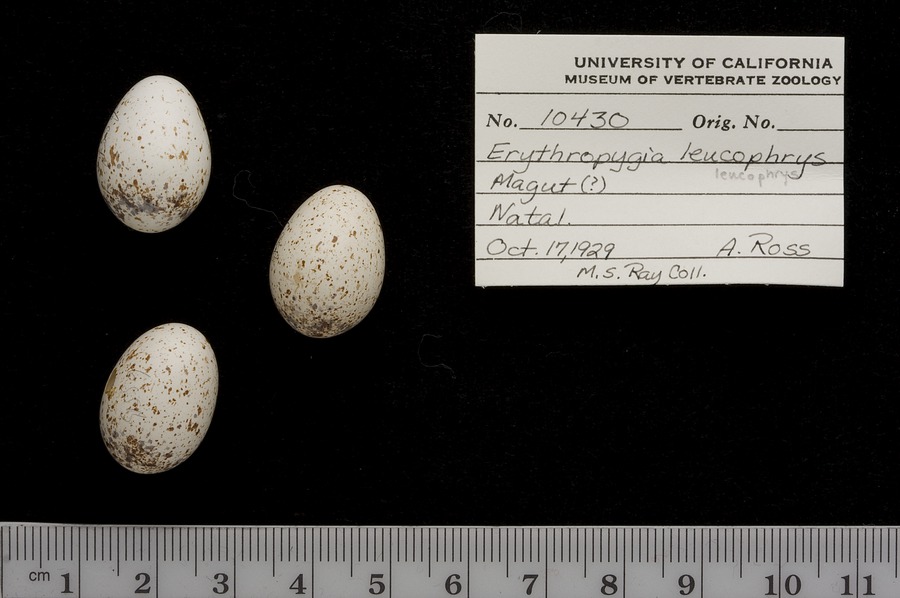 UNIVERSITY OF CALIFORNIA
MUSEUM OF VERTEBRATE ZOOLOGY
No. 10430 Orig. No.
Erythropygia leucophrys
leucophrys
Magut (?)
Natal.
Oct. 17, 1929 A. Ross
M.S. Ray Coll.
cm 1 2 3 4 5 6 7 8 9 10 11